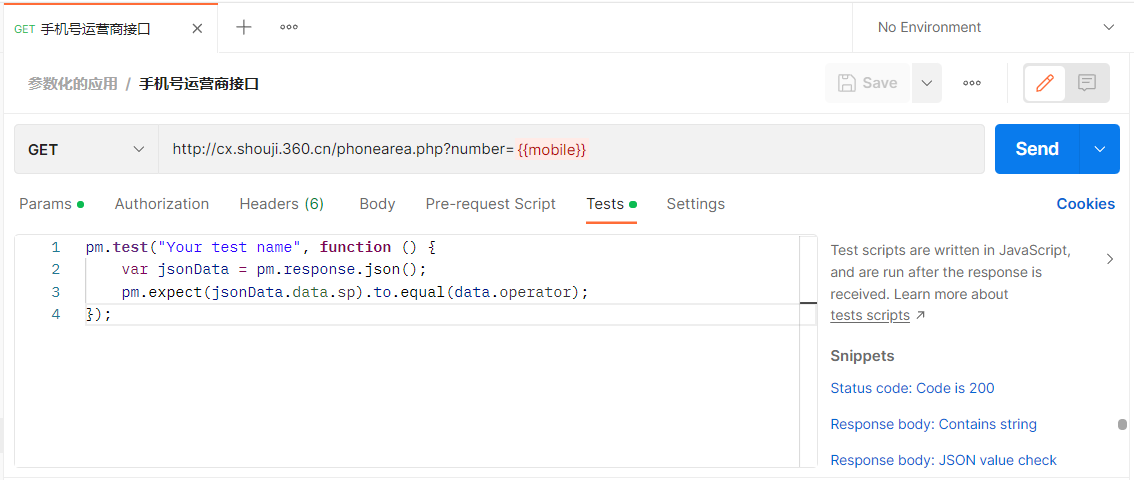 GET 手机号运营商接口
No Environment
参数化的应用 / 手机号运营商接口
Save
GET http://cx.shouji.360.cn/phonearea.php?number={{mobile}} Send
Params Authorization Headers (6) Body Pre-request Script Tests Settings Cookies
1 pm.test("Your test name", function () {
2 var jsonData = pm.response.json();
3 pm.expect(jsonData.data.sp).to.equal(data.operator);
4 });
Test scripts are written in JavaScript,
and are run after the response is
received. Learn more about
tests scripts
Snippets
Status code: Code is 200
Response body: Contains string
Response body: JSON value check